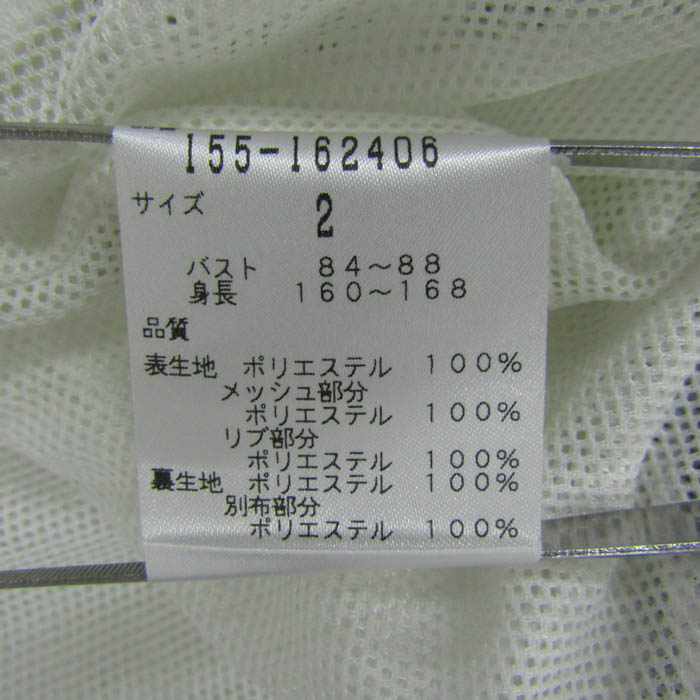 155-162406
サイズ 2
バスト 84～88
身長 160～168
品質
表生地 ポリエステル 100%
メッシュ部分
ポリエステル 100%
リブ部分
ポリエステル 100%
裏生地 ポリエステル 100%
別布部分
ポリエステル 100%